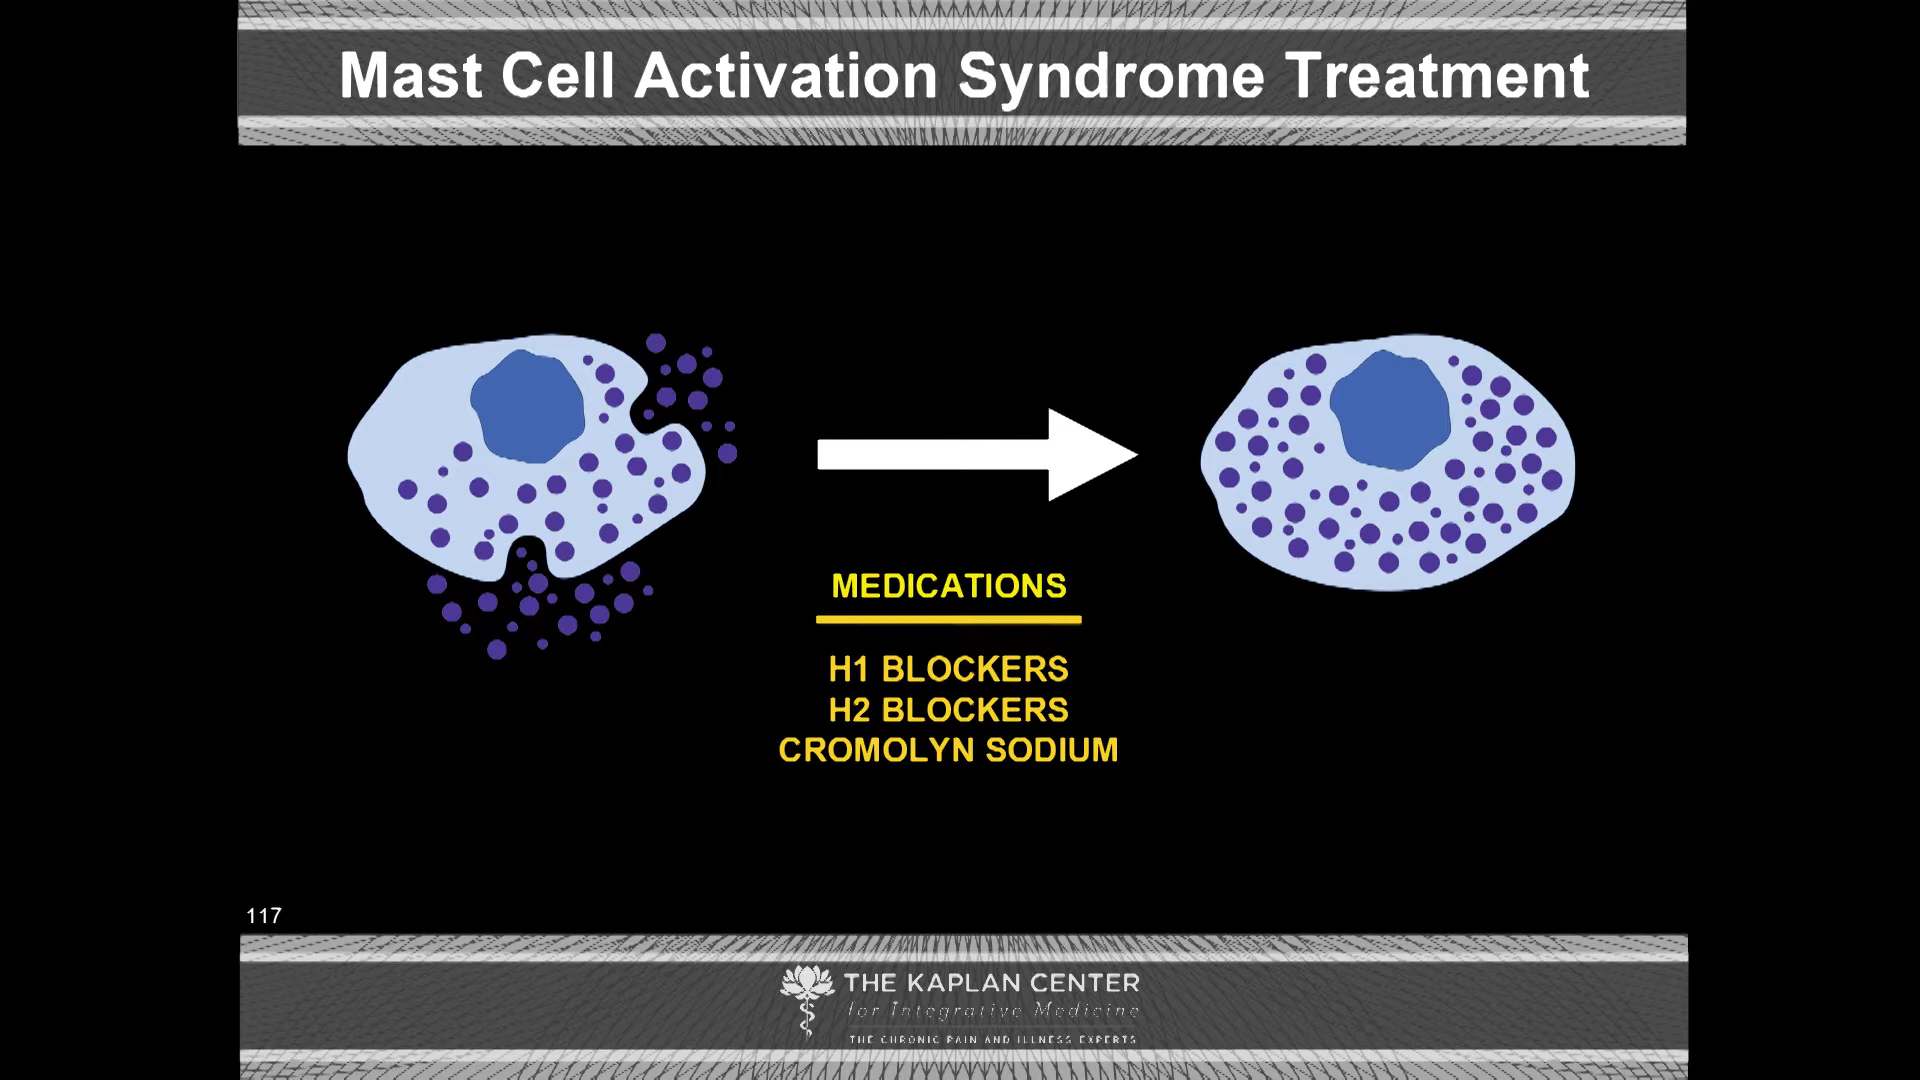 Mast Cell Activation Syndrome Treatment
MEDICATIONS
H1 BLOCKERS
H2 BLOCKERS
CROMOLYN SODIUM
117
THE KAPLAN CENTER
for Integrative Medicine
THE CHRONIC PAIN AND ILLNESS EXPERTS